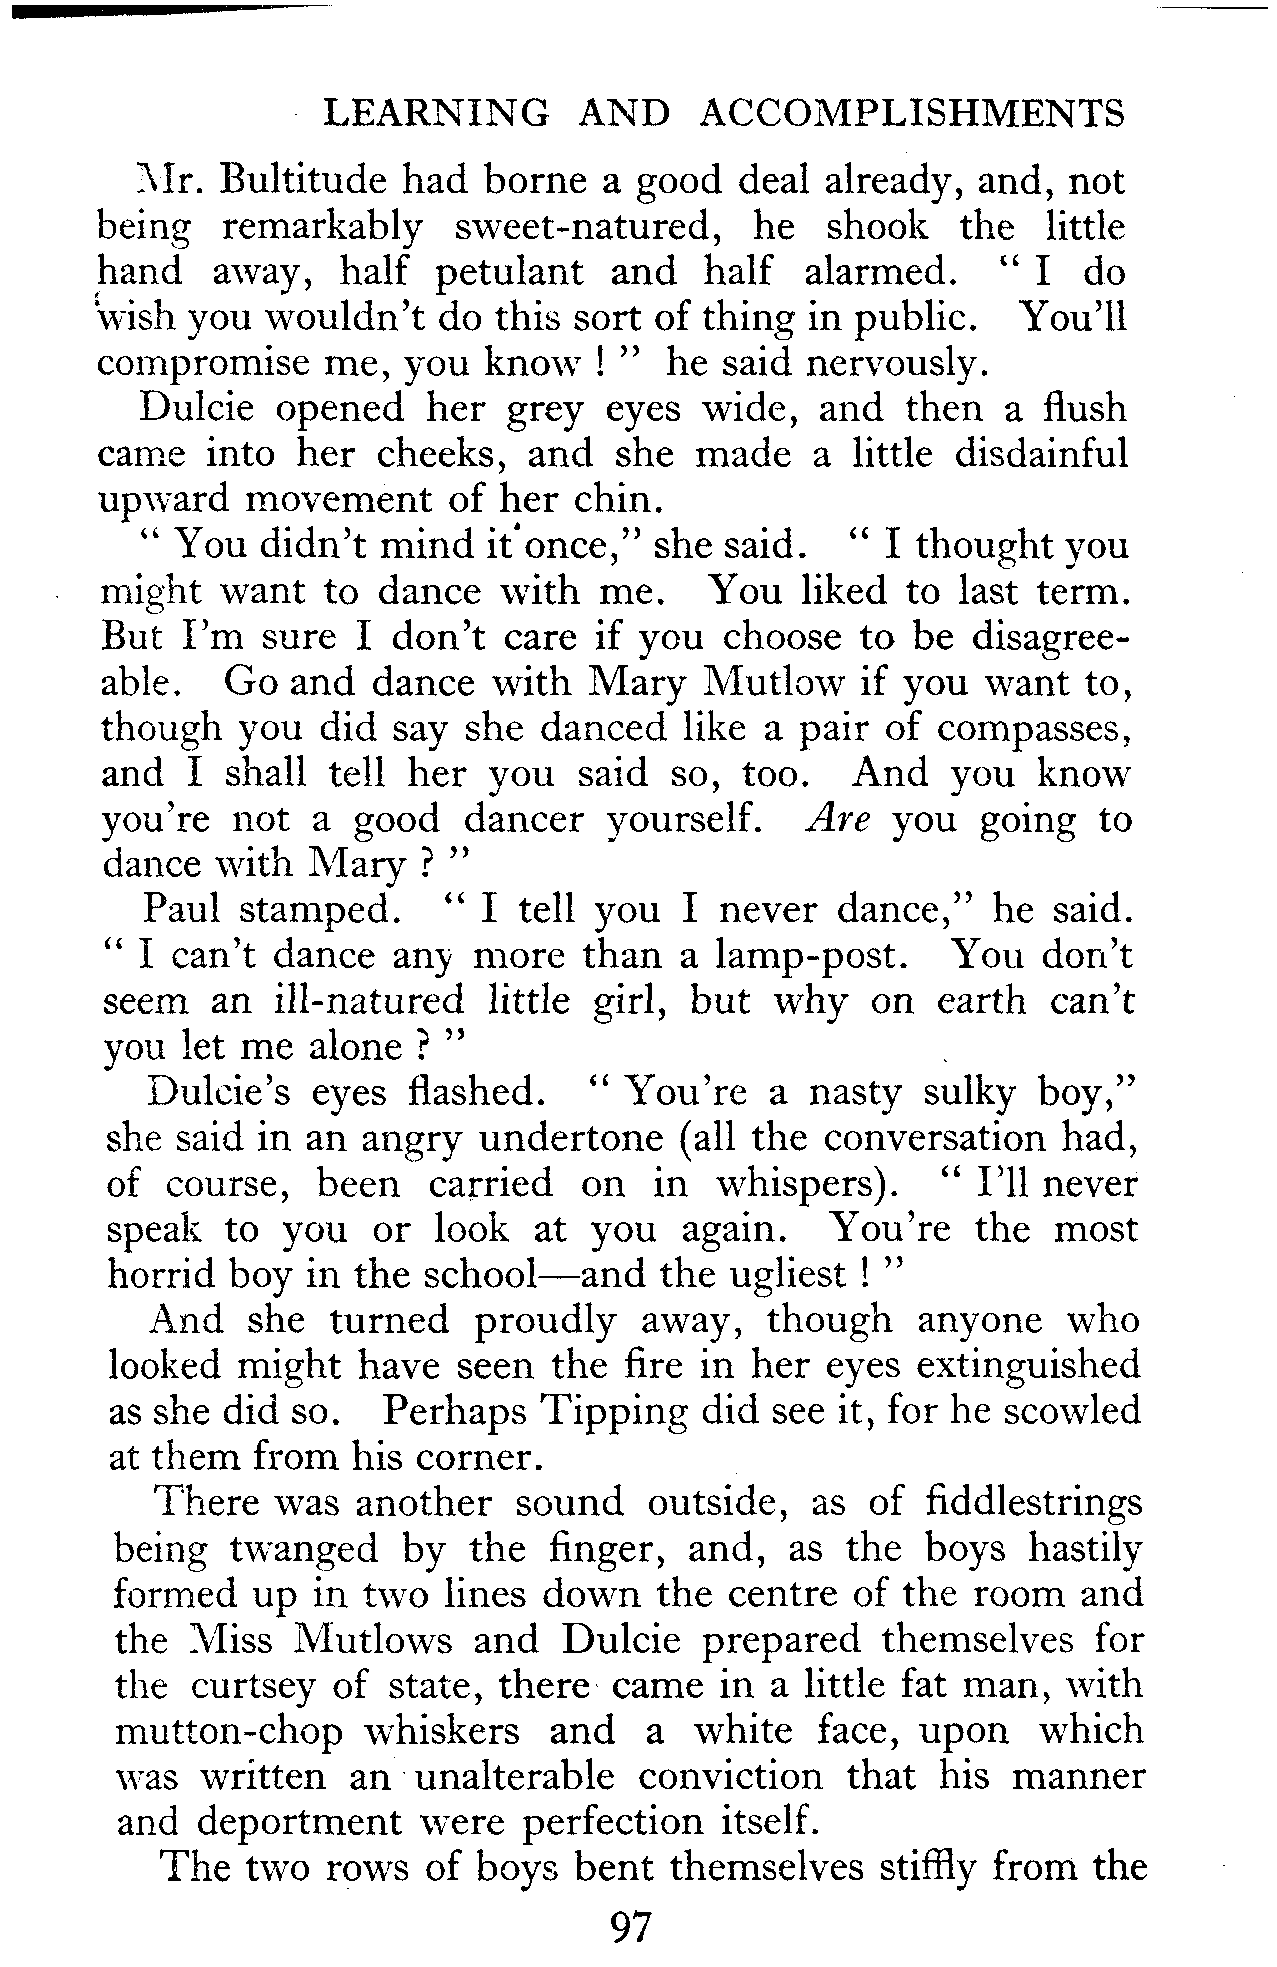 LEARNING AND ACCOMPLISHMENTS
Mr. Bultitude had borne a good deal already, and, not
being remarkably sweet-natured, he shook the little
hand away, half petulant and half alarmed. " I do
wish you wouldn't do this sort of thing in public. You'll
compromise me, you know ! " he said nervously.
Dulcie opened her grey eyes wide, and then a flush
came into her cheeks, and she made a little disdainful
upward movement of her chin.
" You didn't mind it once," she said. " I thought you
might want to dance with me. You liked to last term.
But I'm sure I don't care if you choose to be disagree-
able. Go and dance with Mary Mutlow if you want to,
though you did say she danced like a pair of compasses,
and I shall tell her you said so, too. And you know
you're not a good dancer yourself. Are you going to
dance with Mary ? "
Paul stamped. " I tell you I never dance," he said.
" I can't dance any more than a lamp-post. You don't
seem an ill-natured little girl, but why on earth can't
you let me alone ? "
Dulcie's eyes flashed. " You're a nasty sulky boy,"
she said in an angry undertone (all the conversation had,
of course, been carried on in whispers). " I'll never
speak to you or look at you again. You're the most
horrid boy in the school—and the ugliest ! "
And she turned proudly away, though anyone who
looked might have seen the fire in her eyes extinguished
as she did so. Perhaps Tipping did see it, for he scowled
at them from his corner.
There was another sound outside, as of fiddlestrings
being twanged by the finger, and, as the boys hastily
formed up in two lines down the centre of the room and
the Miss Mutlows and Dulcie prepared themselves for
the curtsey of state, there came in a little fat man, with
mutton-chop whiskers and a white face, upon which
was written an unalterable conviction that his manner
and deportment were perfection itself.
The two rows of boys bent themselves stiffly from the
97